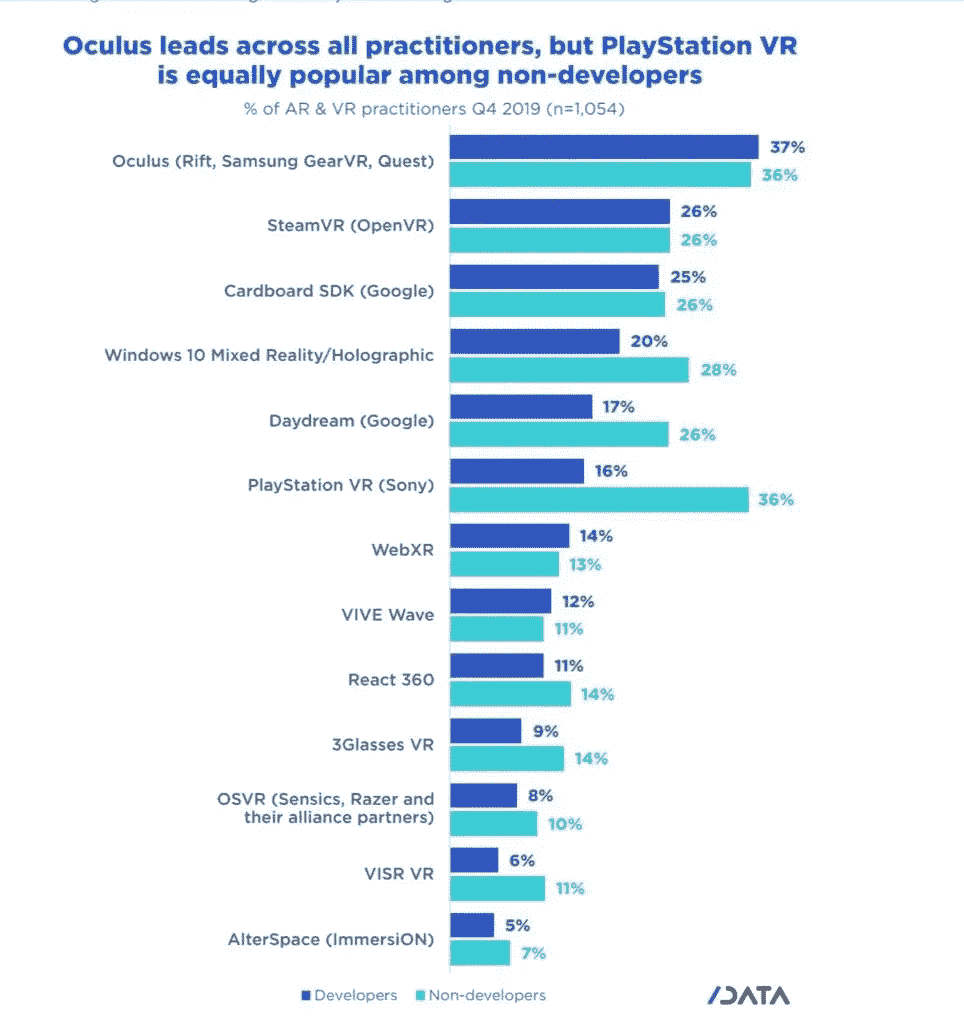 Oculus leads across all practitioners, but PlayStation VR
is equally popular among non-developers
% of AR & VR practitioners Q4 2019 (n=1,054)
Oculus (Rift, Samsung GearVR, Quest)
37%
36%
SteamVR (OpenVR)
26%
26%
Cardboard SDK (Google)
25%
26%
Windows 10 Mixed Reality/Holographic
20%
28%
Daydream (Google)
17%
26%
PlayStation VR (Sony)
16%
36%
WebXR
14%
13%
VIVE Wave
12%
11%
React 360
11%
14%
3Glasses VR
9%
14%
OSVR (Sensics, Razer and
their alliance partners)
8%
10%
VISR VR
6%
11%
AlterSpace (ImmersiON)
5%
7%
Developers
Non-developers
/DATA